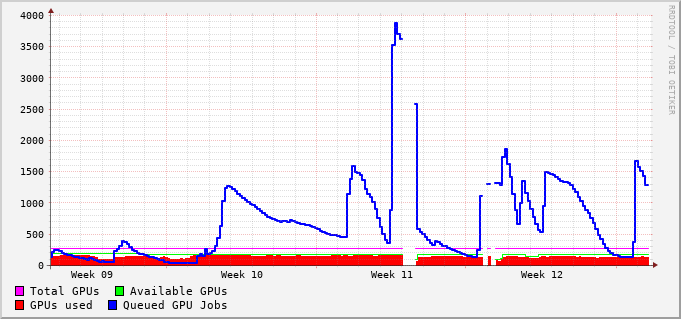 4000
3500
3000
2500
2000
1500
1000
500
0
Week 09 Week 10 Week 11 Week 12
Total GPUs Available GPUs
GPUs used Queued GPU Jobs
RRDTOOL / TOBI OETIKER